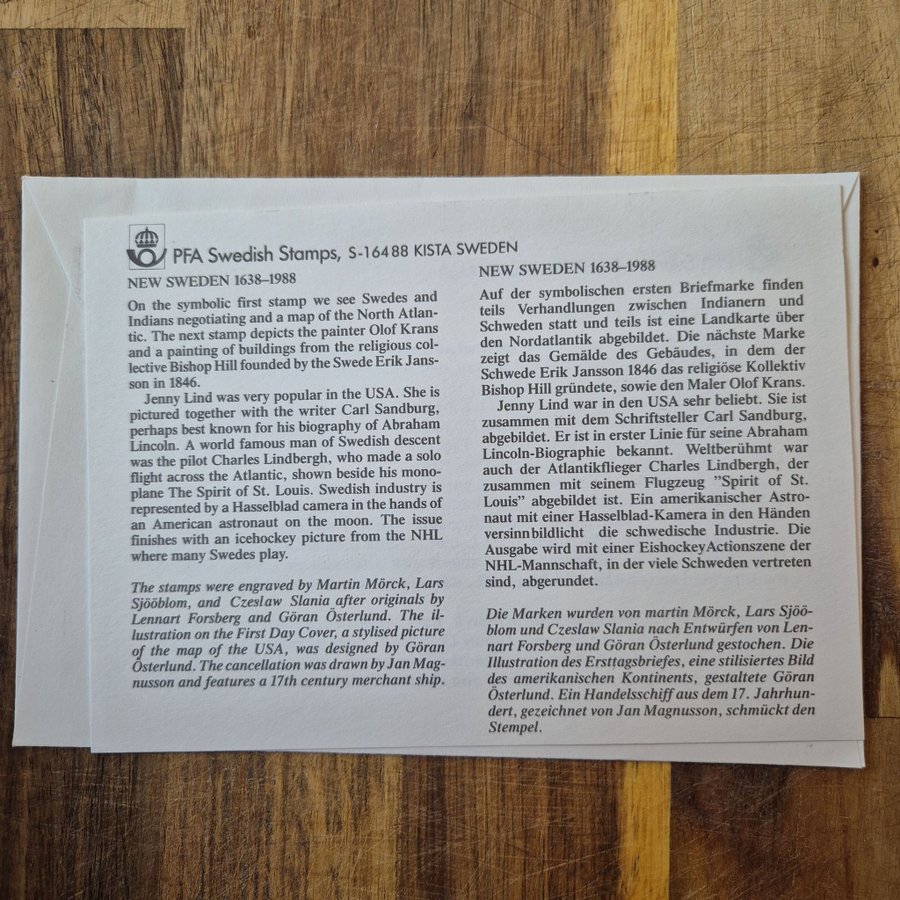 PFA Swedish Stamps, S-164 88 KISTA SWEDEN
NEW SWEDEN 1638–1988
On the symbolic first stamp we see Swedes and
Indians negotiating and a map of the North Atlan-
tic. The next stamp depicts the painter Olof Krans
and a painting of buildings from the religious col-
lective Bishop Hill founded by the Swede Erik Jans-
son in 1846.
Jenny Lind was very popular in the USA. She is
pictured together with the writer Carl Sandburg,
perhaps best known for his biography of Abraham
Lincoln. A world famous man of Swedish descent
was the pilot Charles Lindbergh, who made a solo
flight across the Atlantic, shown beside his mono-
plane The Spirit of St. Louis. Swedish industry is
represented by a Hasselblad camera in the hands of
an American astronaut on the moon. The issue
finishes with an icehockey picture from the NHL
where many Swedes play.
The stamps were engraved by Martin Mörck, Lars
Sjööblom, and Czeslaw Slania after originals by
Lennart Forsberg and Göran Österlund. The il-
lustration on the First Day Cover, a stylised picture
of the map of the USA, was designed by Göran
Österlund. The cancellation was drawn by Jan Mag-
nusson and features a 17th century merchant ship.
NEW SWEDEN 1638–1988
Auf der symbolischen ersten Briefmarke finden
teils Verhandlungen zwischen Indianern und
Schweden statt und teils ist eine Landkarte über
den Nordatlantik abgebildet. Die nächste Marke
zeigt das Gemälde des Gebäudes, in dem der
Schwede Erik Jansson 1846 das religiöse Kollektiv
Bishop Hill gründete, sowie den Maler Olof Krans.
Jenny Lind war in den USA sehr beliebt. Sie ist
zusammen mit dem Schriftsteller Carl Sandburg,
abgebildet. Er ist in erster Linie für seine Abraham
Lincoln-Biographie bekannt. Weltberühmt war
auch der Atlantikflieger Charles Lindbergh, der
zusammen mit seinem Flugzeug ”Spirit of St.
Louis” abgebildet ist. Ein amerikanischer Astro-
naut mit einer Hasselblad-Kamera in den Händen
versinnbildlicht die schwedische Industrie. Die
Ausgabe wird mit einer EishockeyActionszene der
NHL-Mannschaft, in der viele Schweden vertreten
sind, abgerundet.
Die Marken wurden von martin Mörck, Lars Sjöö-
blom und Czeslaw Slania nach Entwürfen von Len-
nart Forsberg und Göran Österlund gestochen. Die
Illustration des Ersttagsbriefes, eine stilisiertes Bild
des amerikanischen Kontinents, gestaltete Göran
Österlund. Ein Handelsschiff aus dem 17. Jahrhun-
dert, gezeichnet von Jan Magnusson, schmückt den
Stempel.